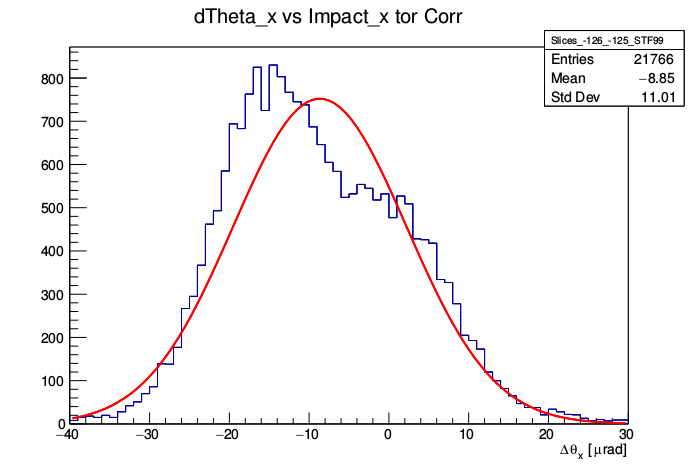 dTheta_x vs Impact_x tor Corr
Slices_-126_-125_STF99
Entries 21766
Mean −8.85
Std Dev 11.01
800
700
600
500
400
300
200
100
0
−40 −30 −20 −10 0 10 20 30
Δθx [μrad]